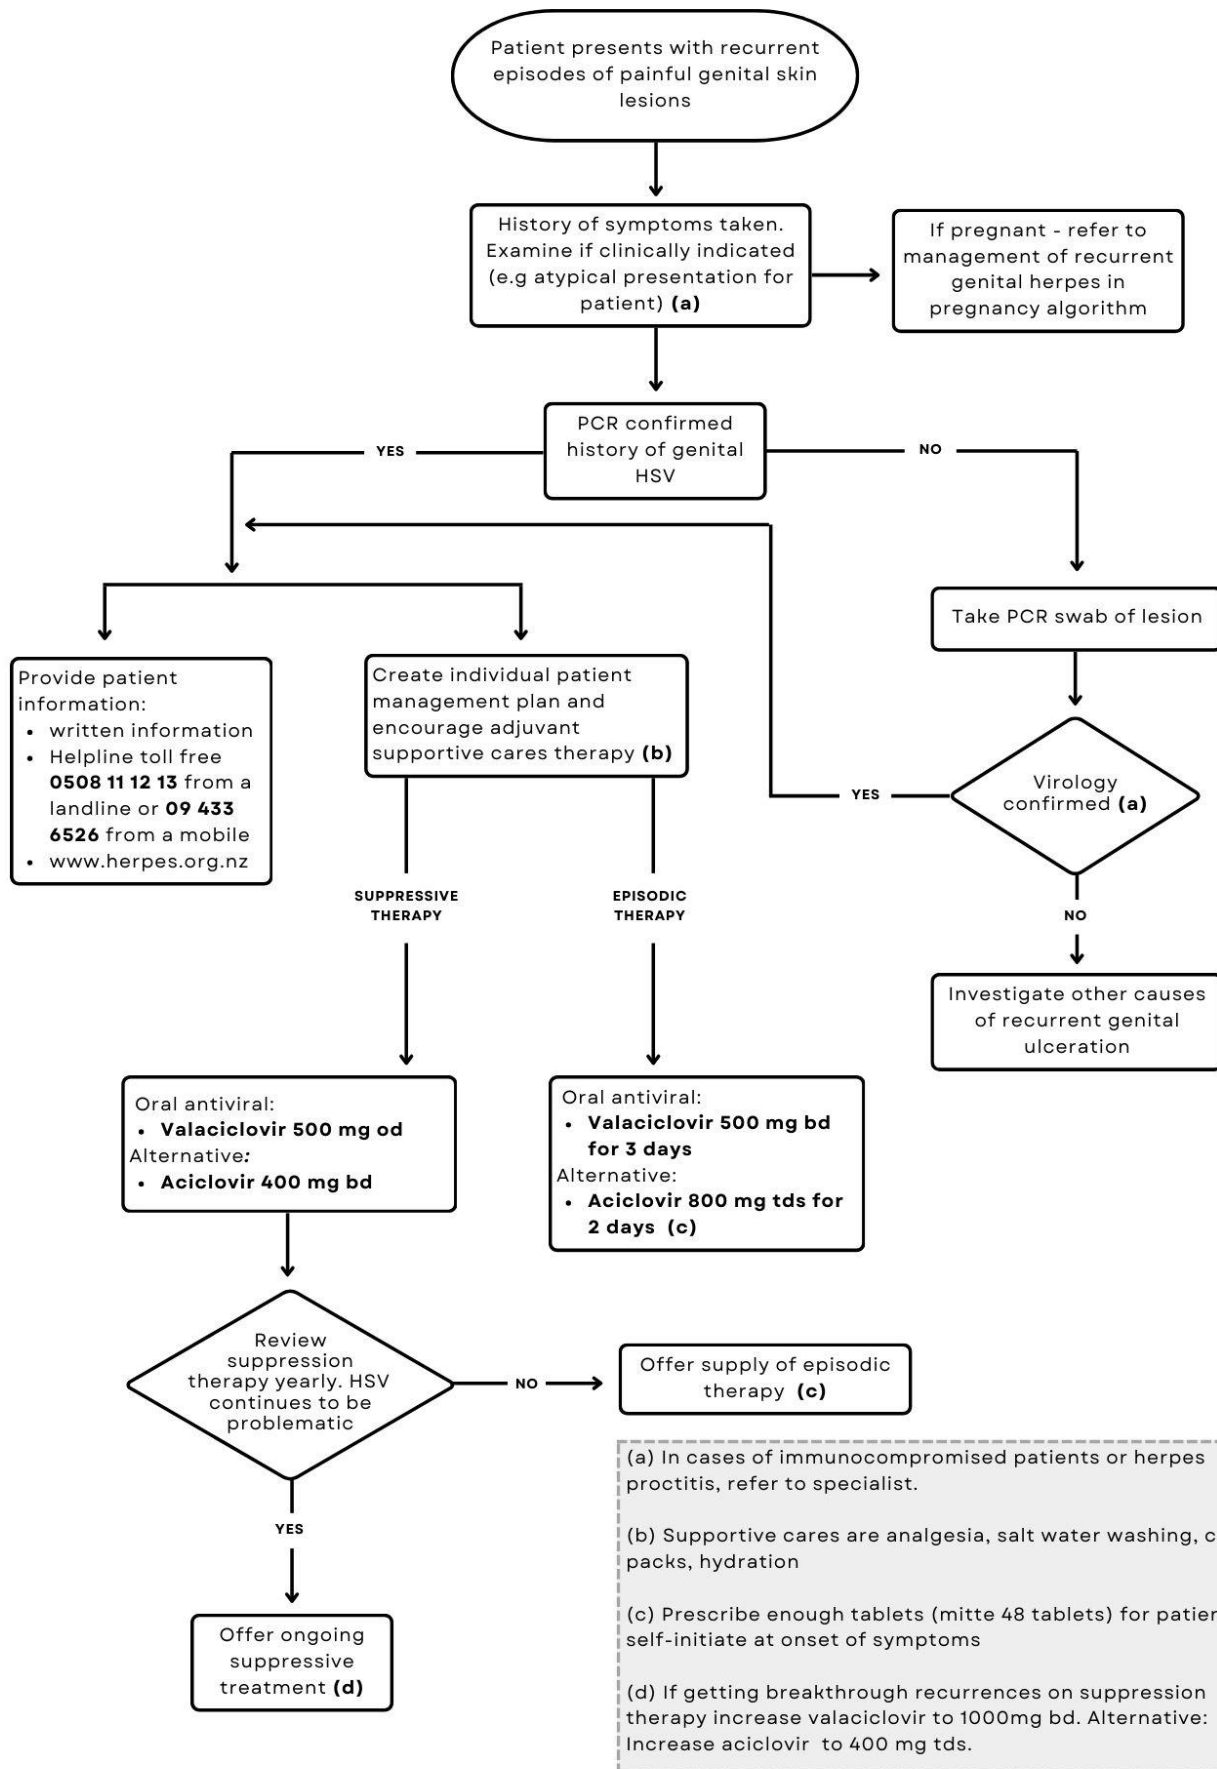 Patient presents with recurrent
episodes of painful genital skin
lesions
History of symptoms taken.
Examine if clinically indicated
(e.g atypical presentation for
patient) (a)
If pregnant - refer to
management of recurrent
genital herpes in
pregnancy algorithm
PCR confirmed
history of genital
HSV
YES
NO
Take PCR swab of lesion
Provide patient
information:
• written information
• Helpline toll free
0508 11 12 13 from a
landline or 09 433
6526 from a mobile
• www.herpes.org.nz
Create individual patient
management plan and
encourage adjuvant
supportive cares therapy (b)
Virology
confirmed (a)
YES
NO
SUPPRESSIVE
THERAPY
EPISODIC
THERAPY
Investigate other causes
of recurrent genital
ulceration
Oral antiviral:
• Valaciclovir 500 mg od
Alternative:
• Aciclovir 400 mg bd
Oral antiviral:
• Valaciclovir 500 mg bd
for 3 days
Alternative:
• Aciclovir 800 mg tds for
2 days (c)
Review
suppression
therapy yearly. HSV
continues to be
problematic
NO
Offer supply of episodic
therapy (c)
YES
Offer ongoing
suppressive
treatment (d)
(a) In cases of immunocompromised patients or herpes
proctitis, refer to specialist.
(b) Supportive cares are analgesia, salt water washing,
packs, hydration
(c) Prescribe enough tablets (mitte 48 tablets) for
self-initiate at onset of symptoms
(d) If getting breakthrough recurrences on suppression
therapy increase valaciclovir to 1000mg bd. Alternative:
Increase aciclovir to 400 mg tds.